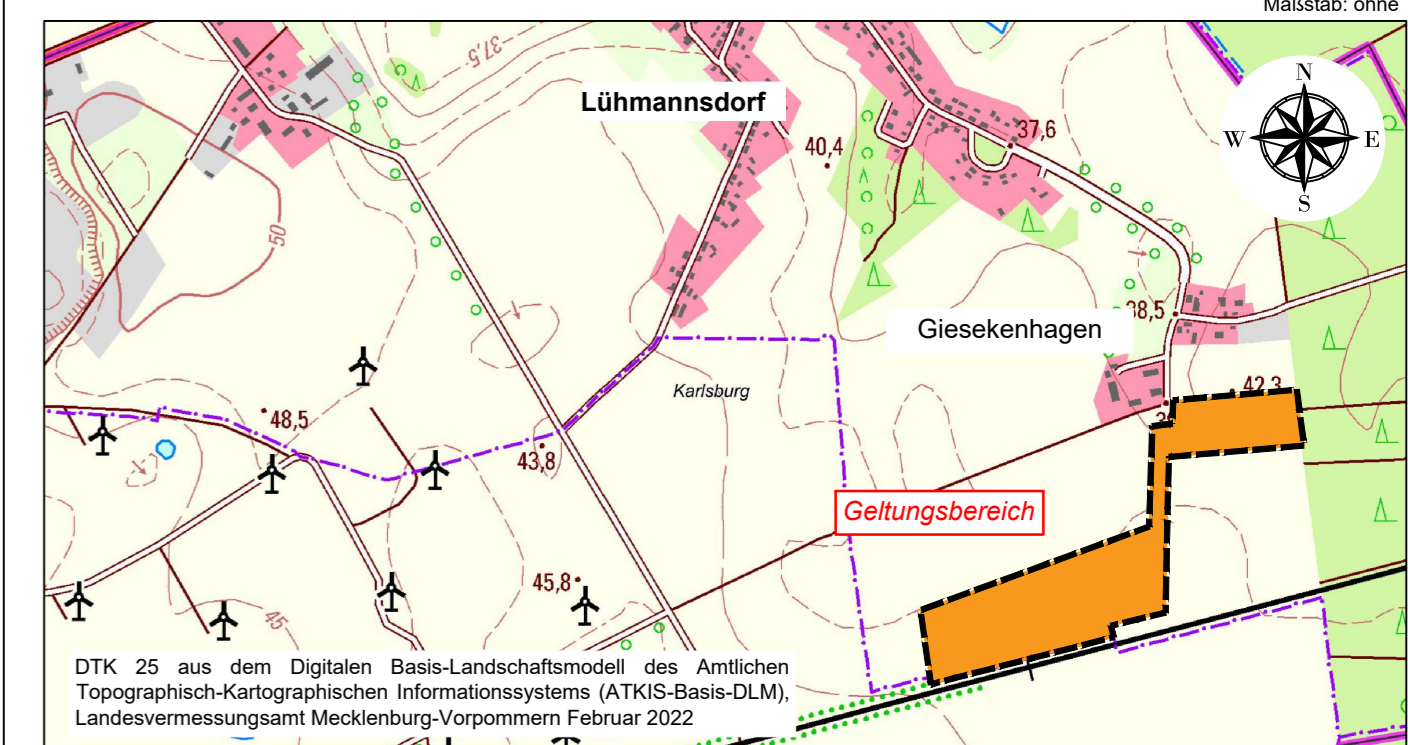 Maßstab: ohne
37,5
Lühmannsdorf
N
W
E
S
40,4
37,6
50
38,5
Giesekenhagen
Karlsburg
42,3
48,5
43,8
Geltungsbereich
45,8
45
DTK 25 aus dem Digitalen Basis-Landschaftsmodell des Amtlichen
Topographisch-Kartographischen Informationssystems (ATKIS-Basis-DLM),
Landesvermessungsamt Mecklenburg-Vorpommern Februar 2022